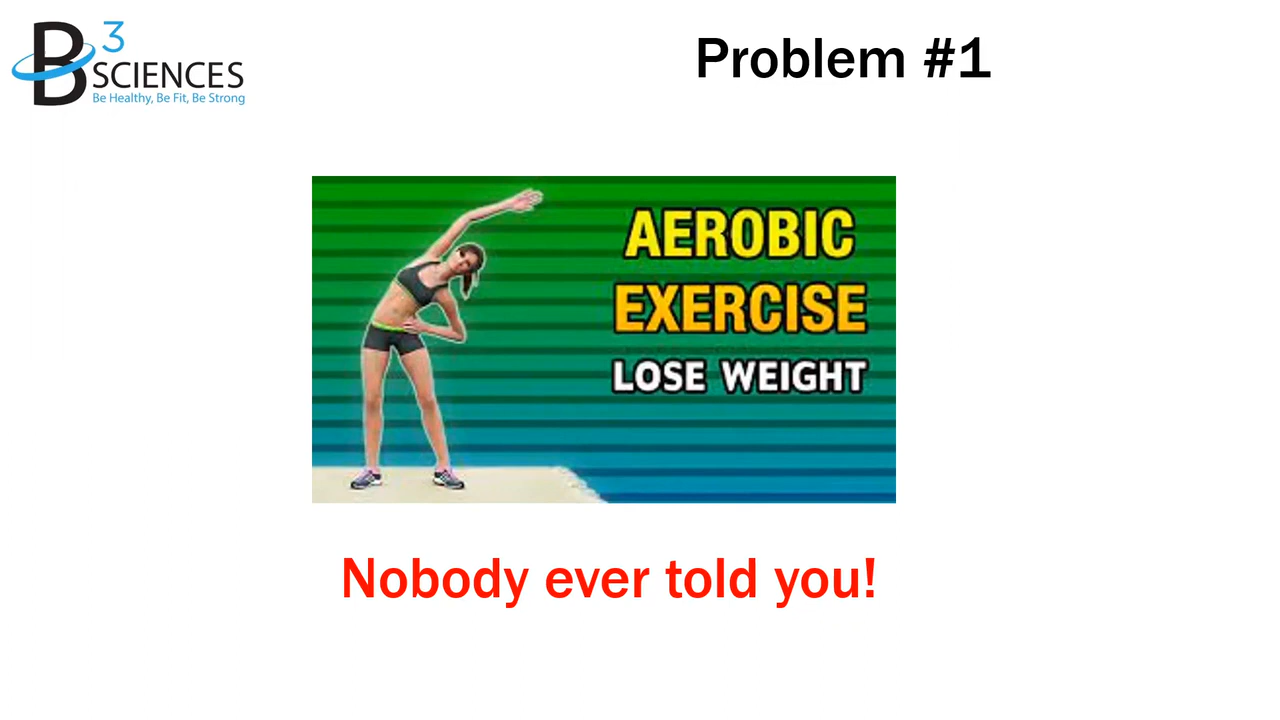 B3 SCIENCES
Be Healthy, Be Fit, Be Strong
Problem #1
AEROBIC
EXERCISE
LOSE WEIGHT
Nobody ever told you!